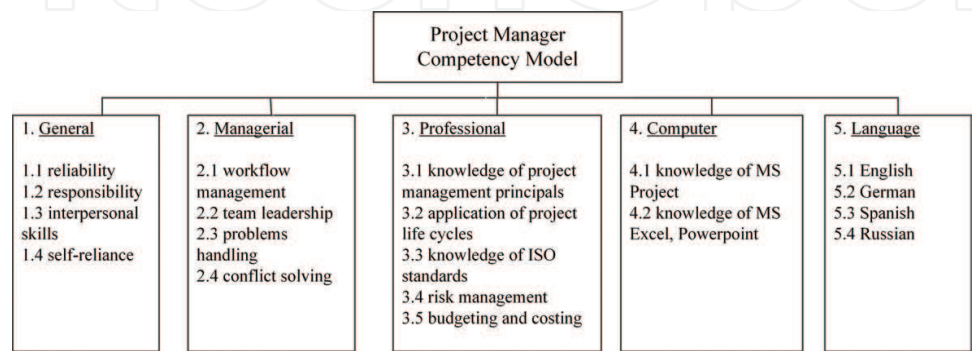 Project Manager
Competency Model
1. General
1.1 reliability
1.2 responsibility
1.3 interpersonal
skills
1.4 self-reliance
2. Managerial
2.1 workflow
management
2.2 team leadership
2.3 problems
handling
2.4 conflict solving
3. Professional
3.1 knowledge of project
management principals
3.2 application of project
life cycles
3.3 knowledge of ISO
standards
3.4 risk management
3.5 budgeting and costing
4. Computer
4.1 knowledge of MS
Project
4.2 knowledge of MS
Excel, Powerpoint
5. Language
5.1 English
5.2 German
5.3 Spanish
5.4 Russian